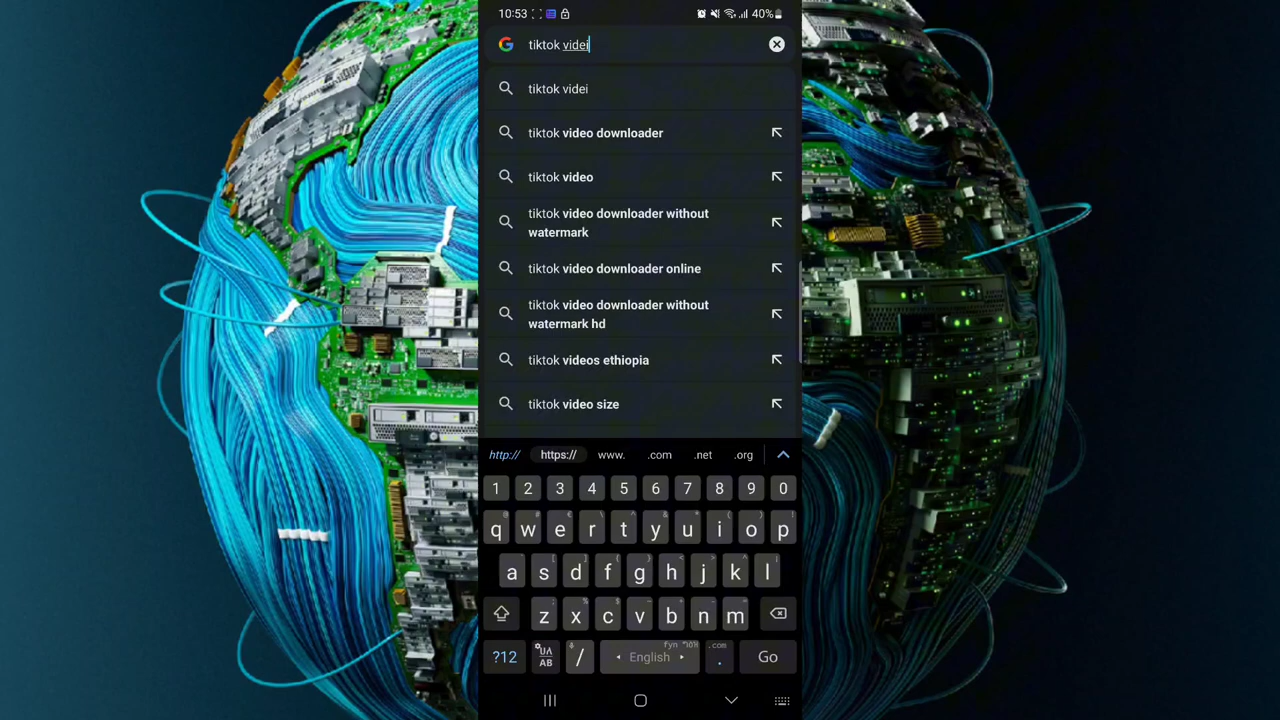 10:53
40%
tiktok videi
tiktok videi
tiktok video downloader
tiktok video
tiktok video downloader without
watermark
tiktok video downloader online
tiktok video downloader without
watermark hd
tiktok videos ethiopia
tiktok video size
http:// https:// www. .com .net .org
1 2 3 4 5 6 7 8 9 0
q w e r t y u i o p
a s d f g h j k l
z x c v b n m
?12 / English .com . Go